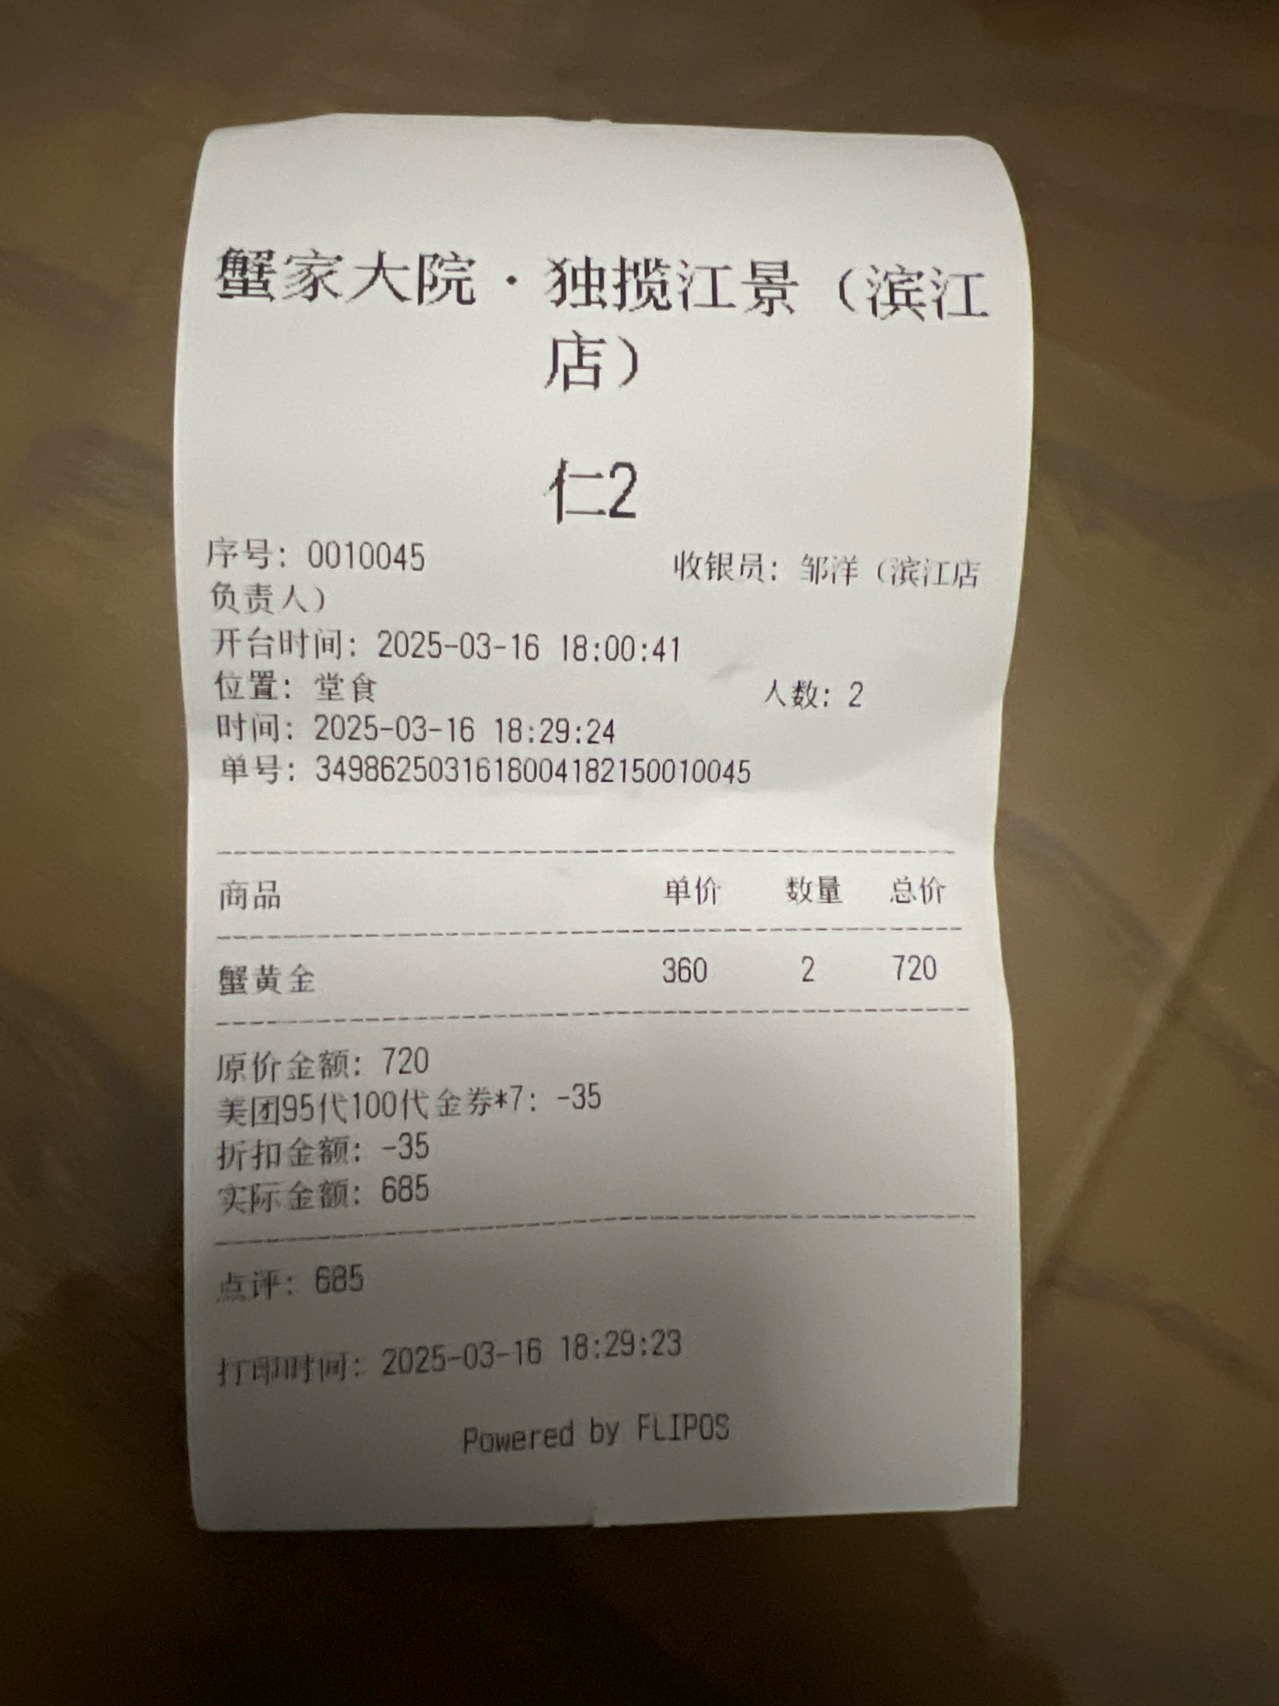 蟹家大院·独揽江景（滨江
店）
仁2
序号：0010045 收银员：邹洋（滨江店
负责人）
开台时间：2025-03-16 18:00:41
位置：堂食 人数：2
时间：2025-03-16 18:29:24
单号：3498625031618004182150010045
商品 单价 数量 总价
蟹黄金 360 2 720
原价金额：720
美团95代100代金券*7：-35
折扣金额：-35
实际金额：685
点评：685
打印时间：2025-03-16 18:29:23
Powered by FLIPOS